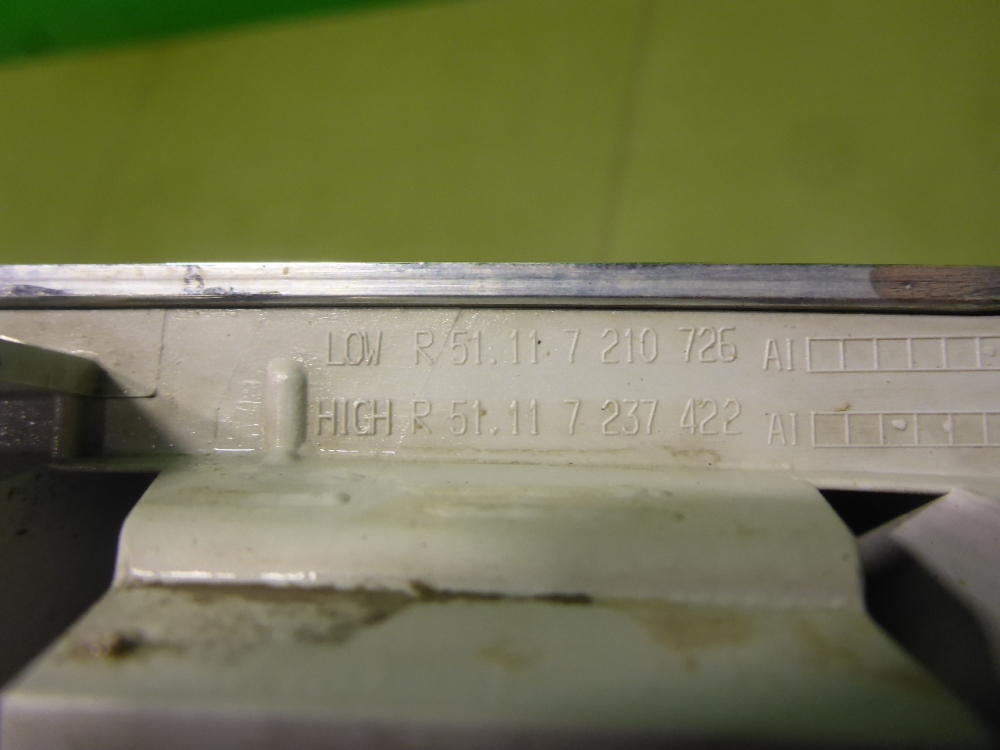 LOW R 51.11 7 210 726 AI
HIGH R 51.11 7 237 422 AI